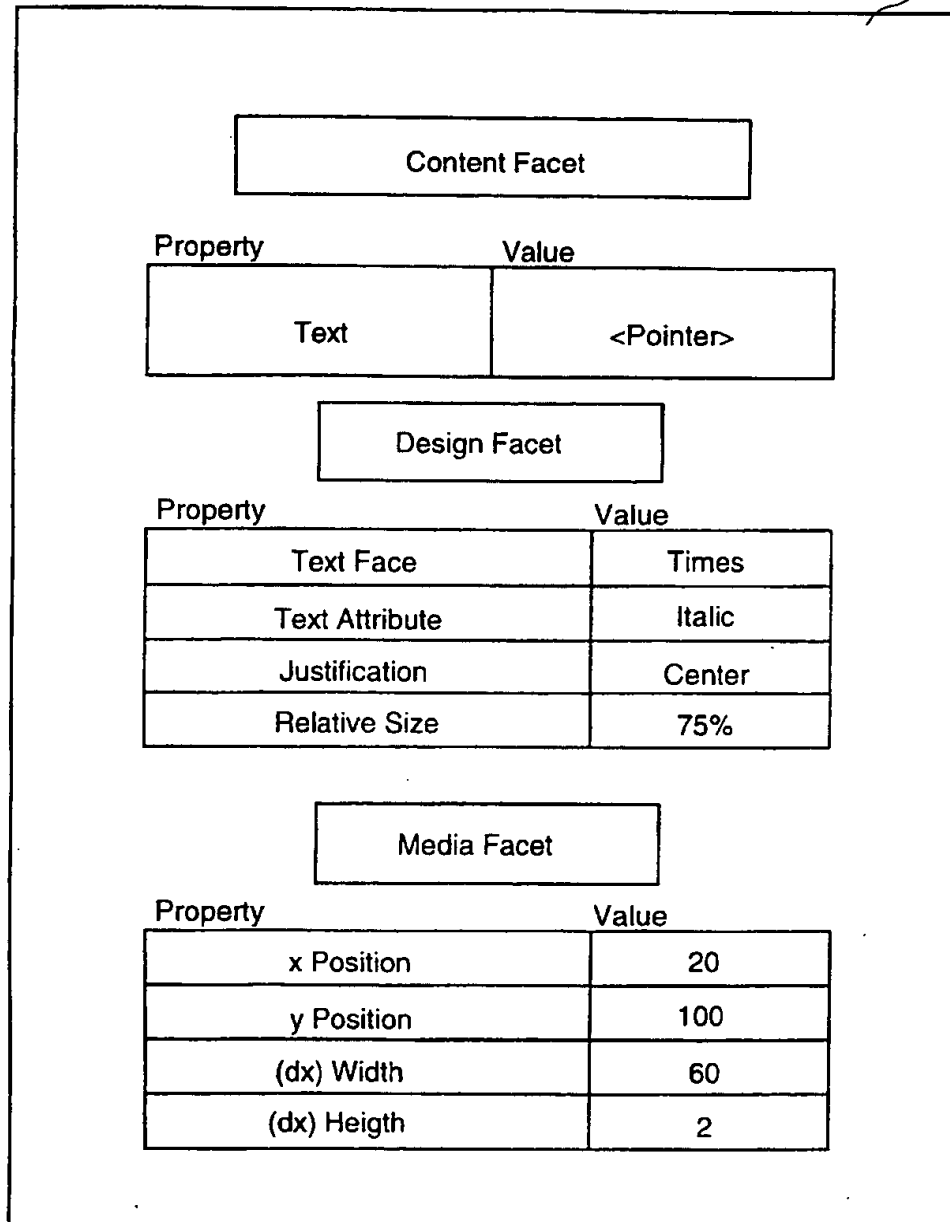 Content Facet
Property Value
Text <Pointer>
Design Facet
Property Value
Text Face Times
Text Attribute Italic
Justification Center
Relative Size 75%
Media Facet
Property Value
x Position 20
y Position 100
(dx) Width 60
(dx) Heigth 2